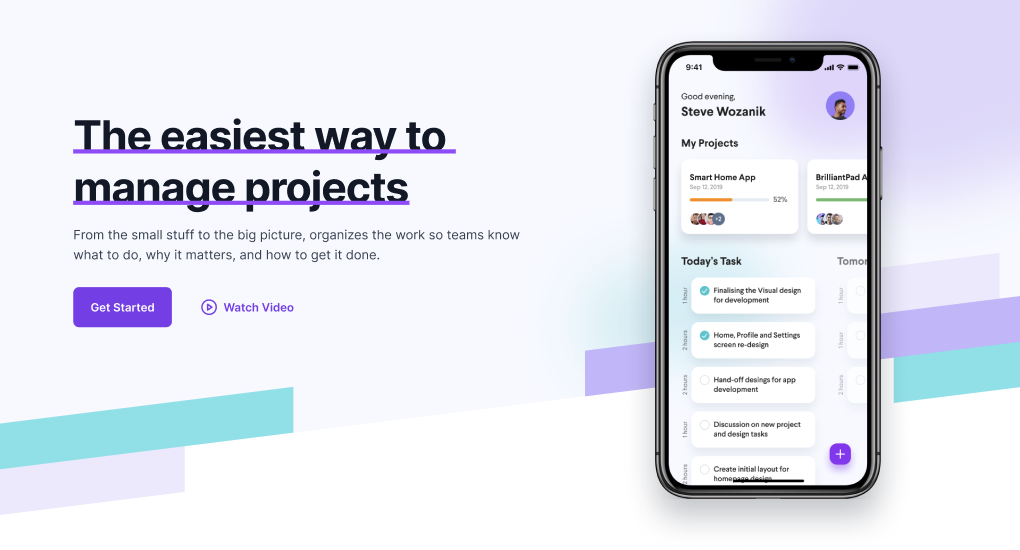 The easiest way to
manage projects
From the small stuff to the big picture, organizes the work so teams know
what to do, why it matters, and how to get it done.
Get Started
Watch Video
9:41
Good evening,
Steve Wozanik
My Projects
Smart Home App
Sep 12, 2019
52%
+2
BrilliantPad A
Sep 12, 2019
Today's Task
Tomor
1 hour
Finalising the Visual design
for development
1 hour
2 hours
Home, Profile and Settings
screen re-design
1 hour
2 hours
Hand-off desings for app
development
2 hours
1 hour
Discussion on new project
and design tasks
2 hours
Create initial layout for
homepage design